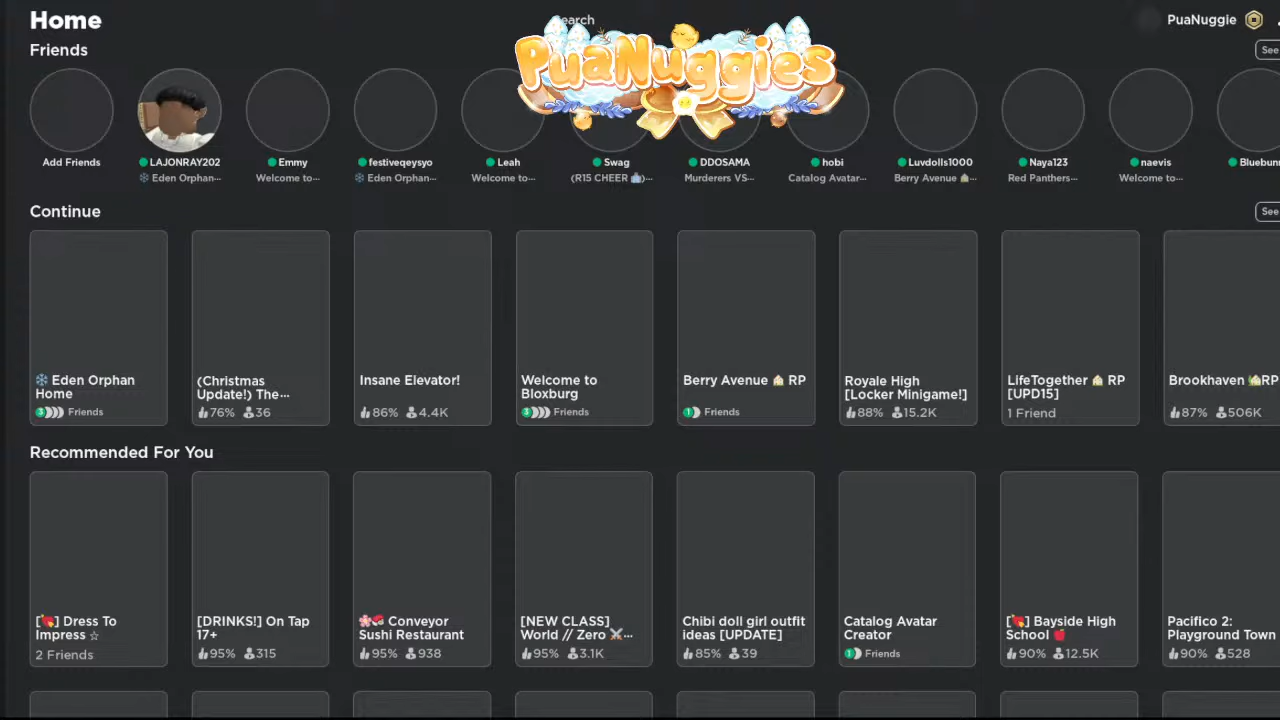 Home
earch
PuaNuggie
PuaNuggies
Friends
See
Add Friends
LAJONRAY202
Eden Orphan...
Emmy
Welcome to...
festiveqeysyo
Eden Orphan...
Leah
Welcome to...
Swag
(R15 CHEER 🏟️)...
DDOSAMA
Murderers VS...
hobi
Catalog Avatar...
Luvdolls1000
Berry Avenue 🏠...
Naya123
Red Panthers...
naevis
Welcome to...
Bluebun
Continue
See
❄️ Eden Orphan
Home
3 Friends
(Christmas
Update!) The...
76% 36
Insane Elevator!
86% 4.4K
Welcome to
Bloxburg
3 Friends
Berry Avenue 🏠 RP
1 Friends
Royale High
[Locker Minigame!]
88% 15.2K
LifeTogether 🏠 RP
[UPD15]
1 Friend
Brookhaven 🏡RP
87% 506K
Recommended For You
[💘] Dress To
Impress ☆
2 Friends
[DRINKS!] On Tap
17+
95% 315
🌸🍣 Conveyor
Sushi Restaurant
95% 938
[NEW CLASS]
World // Zero ⚔️...
95% 3.1K
Chibi doll girl outfit
ideas [UPDATE]
85% 39
Catalog Avatar
Creator
1 Friends
[💘] Bayside High
School 🍎
90% 12.5K
Pacifico 2:
Playground Town
90% 528